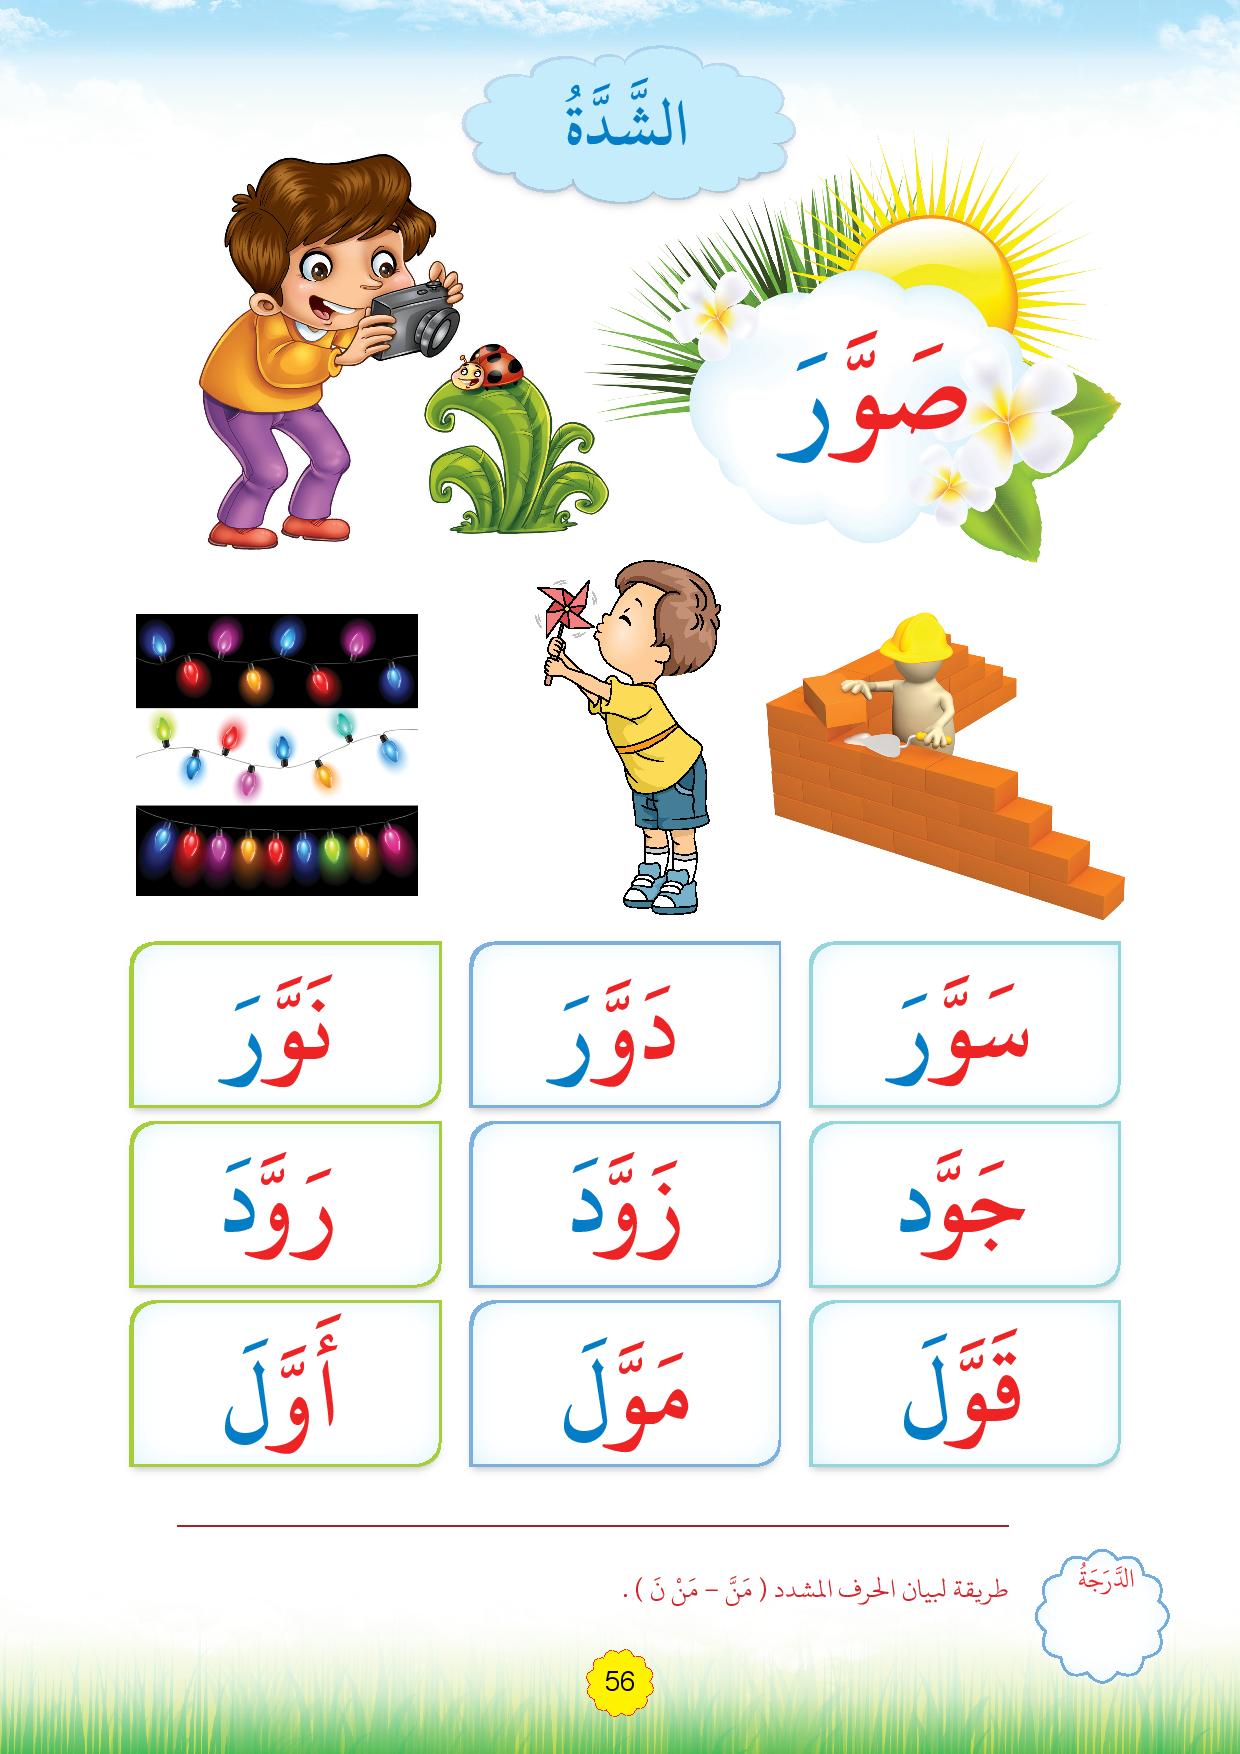 الشَّدَّةُ
صَوَّرَ
سَوَّرَ دَوَّرَ نَوَّرَ
جَوَّد زَوَّدَ رَوَّدَ
قَوَّلَ مَوَّلَ أَوَّلَ
الدَّرَجَةُ
طريقة لبيان الحرف المشدد ( مَنَّ – مَنْ نَ ) .
56